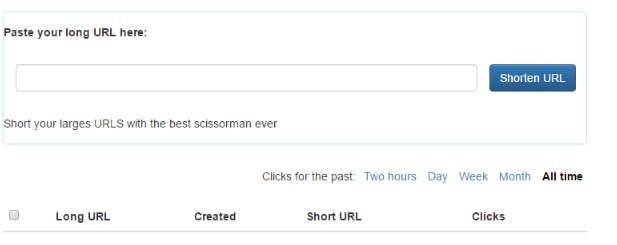 Paste your long URL here:
Shorten URL
Short your larges URLS with the best scissorman ever
Clicks for the past: Two hours Day Week Month All time
Long URL Created Short URL Clicks